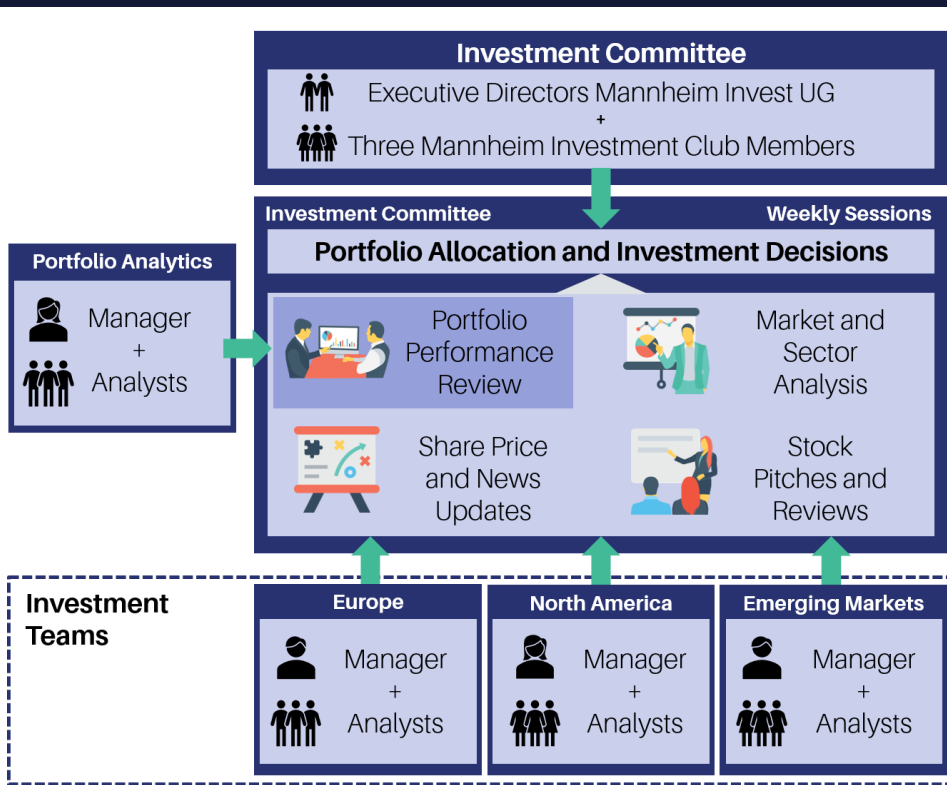 Investment Committee
Executive Directors Mannheim Invest UG
+
Three Mannheim Investment Club Members
Investment Committee
Weekly Sessions
Portfolio Allocation and Investment Decisions
Portfolio Analytics
Manager
+
Analysts
Portfolio
Performance
Review
Market and
Sector
Analysis
Share Price
and News
Updates
Stock
Pitches and
Reviews
Investment
Teams
Europe
Manager
+
Analysts
North America
Manager
+
Analysts
Emerging Markets
Manager
+
Analysts